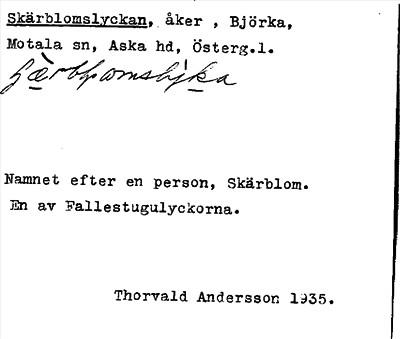 Skärblomslyckan, åker , Björka,
Motala sn, Aska hd, Österg.l.
Namnet efter en person, Skärblom.
En av Fallestugulyckorna.
Thorvald Andersson 1935.